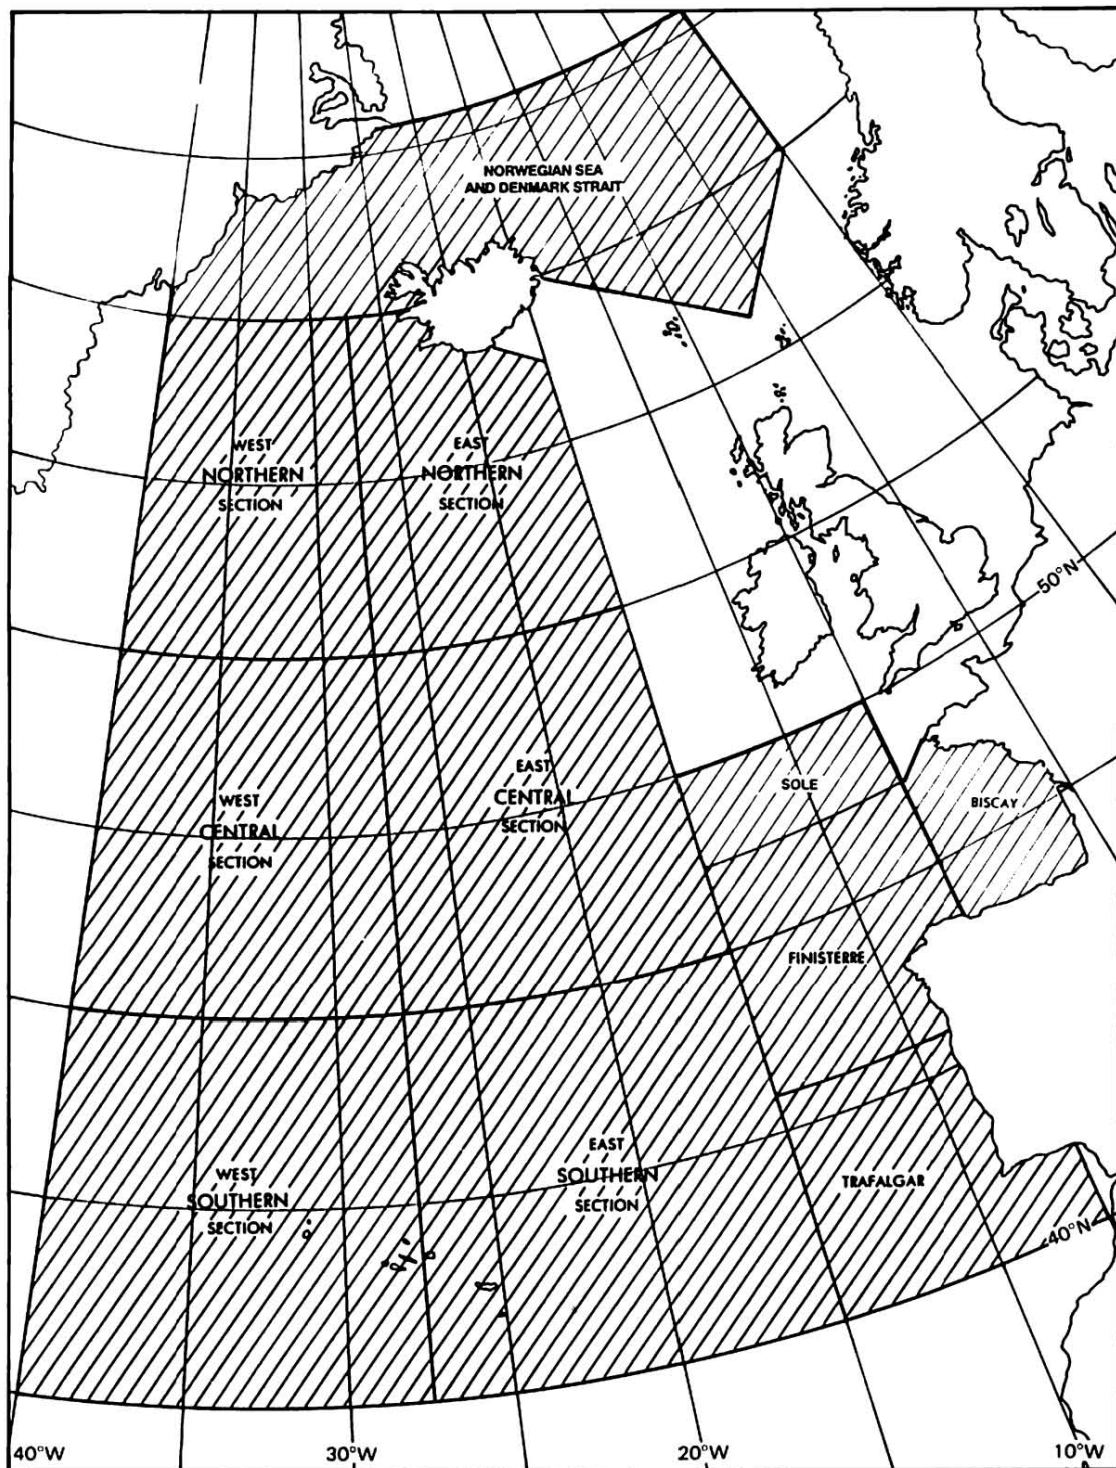 NORWEGIAN SEA
AND DENMARK STRAIT
WEST
NORTHERN
SECTION
EAST
NORTHERN
SECTION
50°N
WEST
CENTRAL
SECTION
EAST
CENTRAL
SECTION
SOLE
BISCAY
FINISTERRE
WEST
SOUTHERN
SECTION
EAST
SOUTHERN
SECTION
TRAFALGAR
40°N
40°W
30°W
20°W
10°W